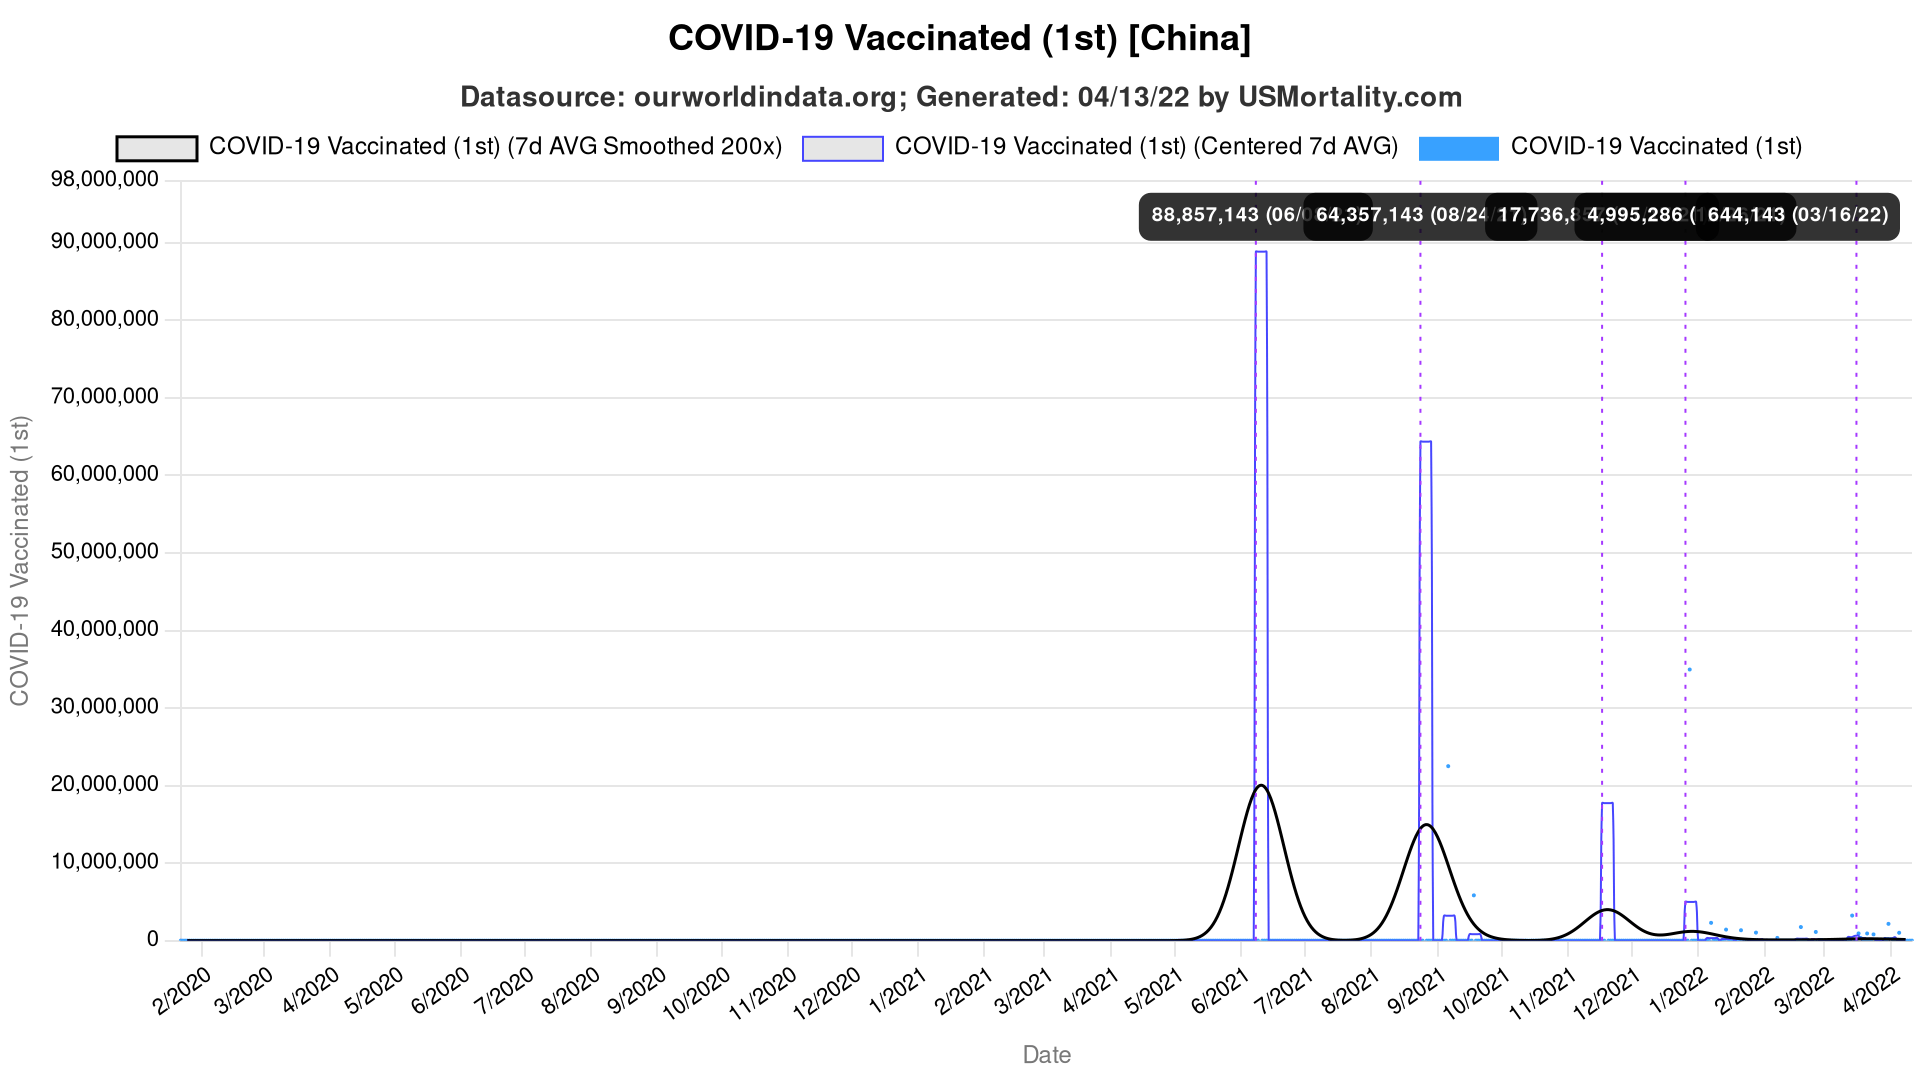 COVID-19 Vaccinated (1st) [China]
Datasource: ourworldindata.org; Generated: 04/13/22 by USMortality.com
COVID-19 Vaccinated (1st) (7d AVG Smoothed 200x) COVID-19 Vaccinated (1st) (Centered 7d AVG) COVID-19 Vaccinated (1st)
98,000,000
88,857,143 (06/ 64,357,143 (08/24 17,736, 4,995,286 ( 644,143 (03/16/22)
90,000,000
80,000,000
70,000,000
60,000,000
50,000,000
40,000,000
30,000,000
20,000,000
10,000,000
0
COVID-19 Vaccinated (1st)
2/2020 3/2020 4/2020 5/2020 6/2020 7/2020 8/2020 9/2020 10/2020 11/2020 12/2020 1/2021 2/2021 3/2021 4/2021 5/2021 6/2021 7/2021 8/2021 9/2021 10/2021 11/2021 12/2021 1/2022 2/2022 3/2022 4/2022
Date